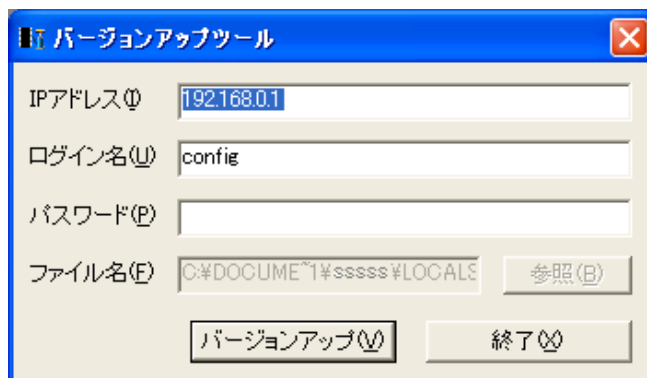 バージョンアップツール
IPアドレス(I) 192.168.0.1
ログイン名(U) config
パスワード(P)
ファイル名(F) C:¥DOCUME~1¥sssss¥LOCALS 参照(B)
バージョンアップ(V) 終了(X)